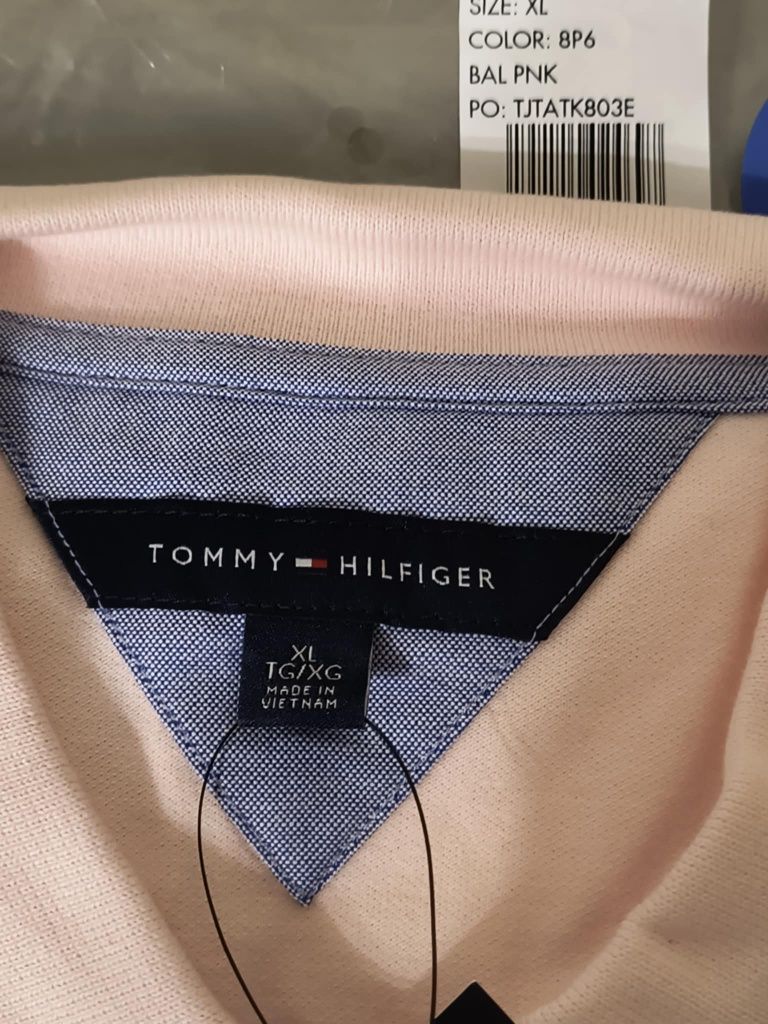 SIZE: XL
COLOR: 8P6
BAL PNK
PO: TJTATK803E
TOMMY HILFIGER
XL
TG/XG
MADE IN
VIETNAM